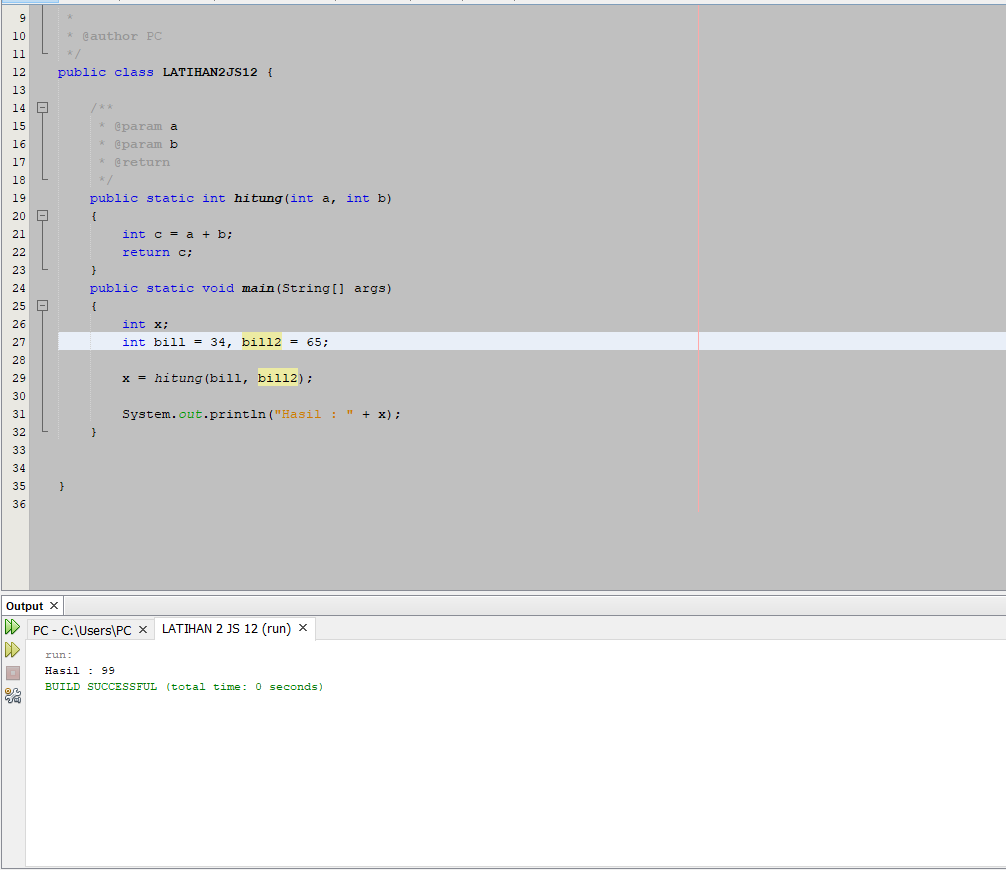 9 *
10 * @author PC
11 */
12 public class LATIHAN2JS12 {
13
14 /**
15 * @param a
16 * @param b
17 * @return
18 */
19 public static int hitung(int a, int b)
20 {
21 int c = a + b;
22 return c;
23 }
24 public static void main(String[] args)
25 {
26 int x;
27 int bill = 34, bill2 = 65;
28
29 x = hitung(bill, bill2);
30
31 System.out.println("Hasil : " + x);
32 }
33
34
35 }
36
Output
PC - C:\Users\PC LATIHAN 2 JS 12 (run)
run:
Hasil : 99
BUILD SUCCESSFUL (total time: 0 seconds)